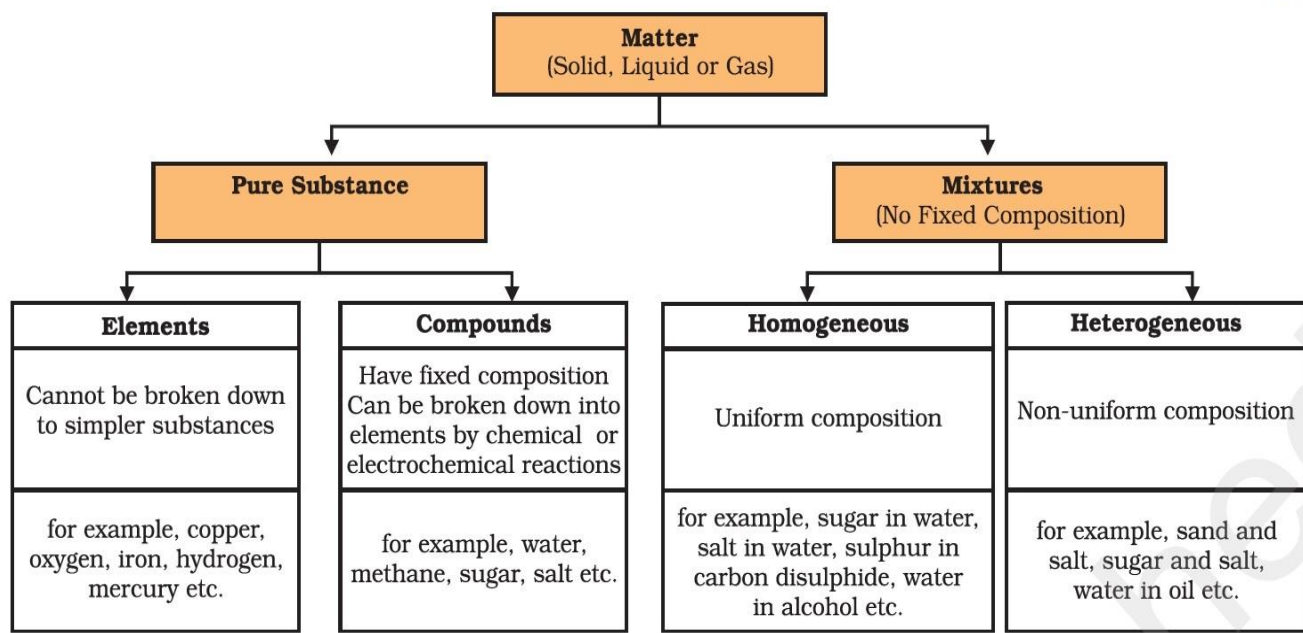 Matter
(Solid, Liquid or Gas)
Pure Substance
Mixtures
(No Fixed Composition)
Elements
Cannot be broken down
to simpler substances
for example, copper,
oxygen, iron, hydrogen,
mercury etc.
Compounds
Have fixed composition
Can be broken down into
elements by chemical or
electrochemical reactions
for example, water,
methane, sugar, salt etc.
Homogeneous
Uniform composition
for example, sugar in water,
salt in water, sulphur in
carbon disulphide, water
in alcohol etc.
Heterogeneous
Non-uniform composition
for example, sand and
salt, sugar and salt,
water in oil etc.